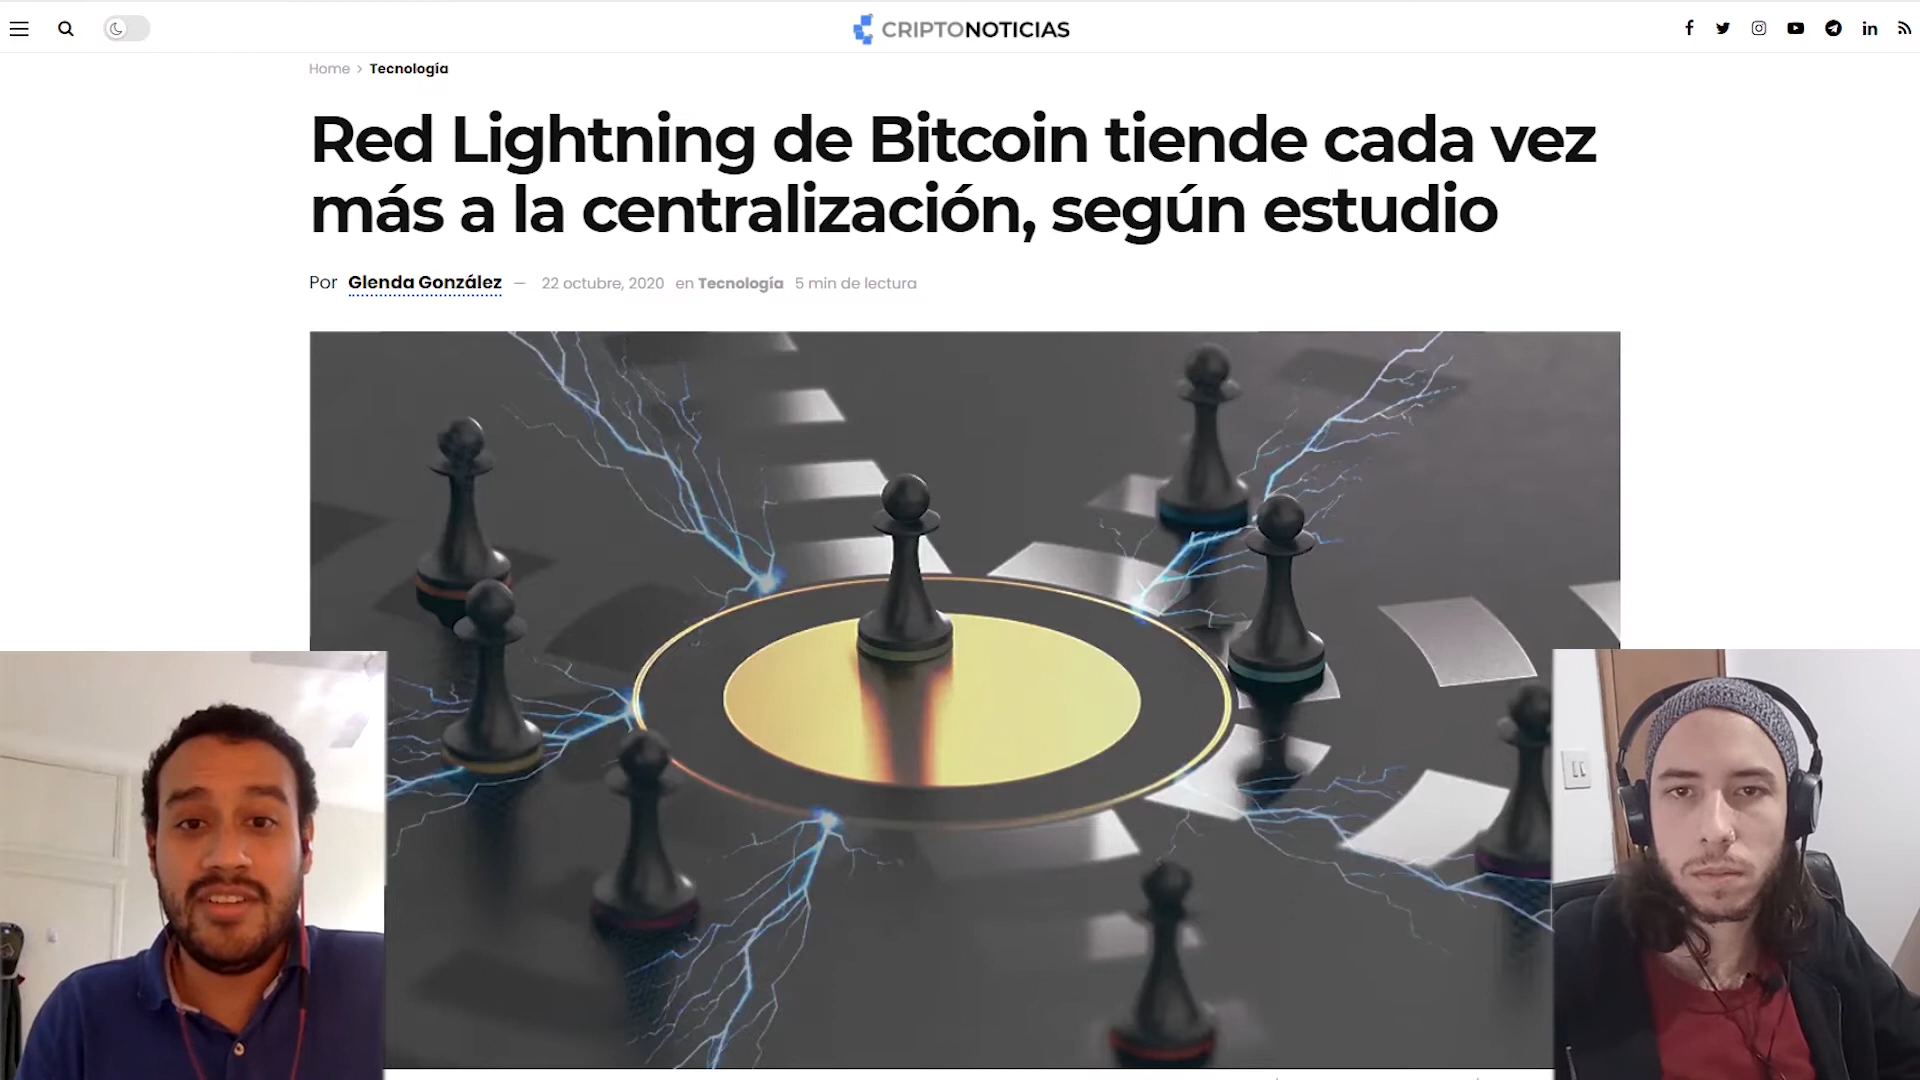 CRIPTONOTICIAS
Home > Tecnología
Red Lightning de Bitcoin tiende cada vez
más a la centralización, según estudio
Por Glenda González — 22 octubre, 2020 en Tecnología 5 min de lectura